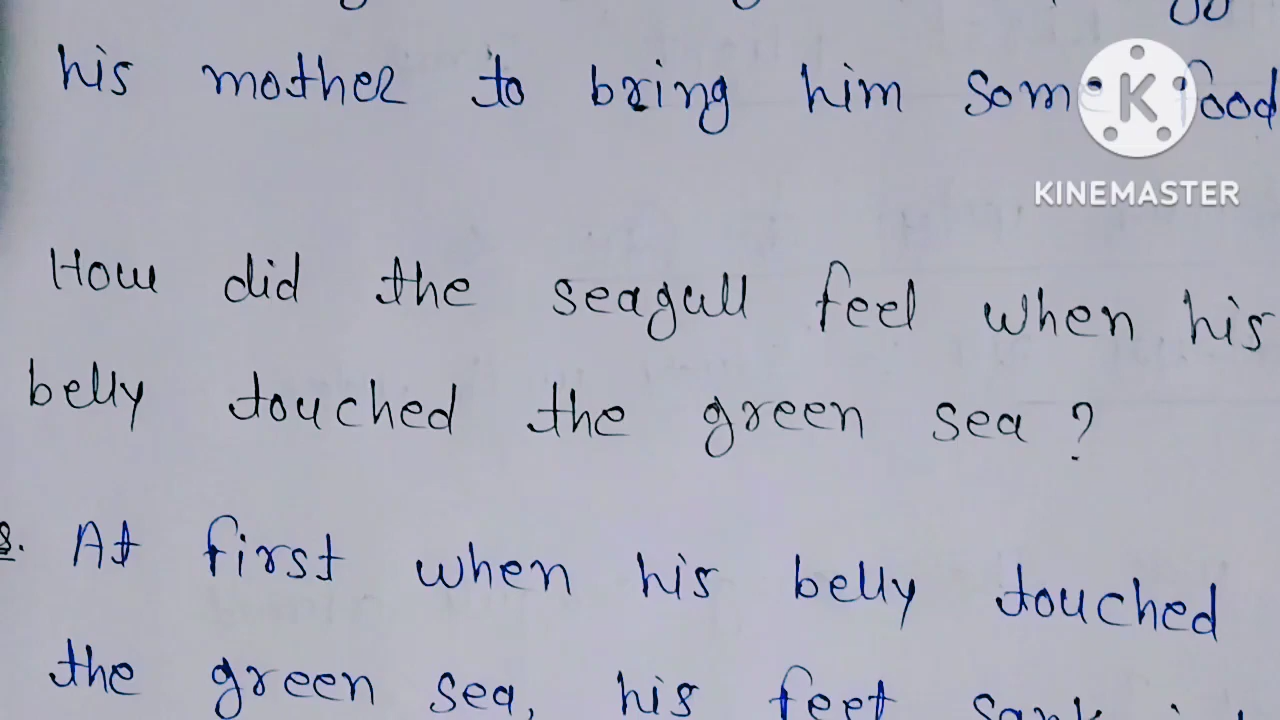 his mother to bring him some food
KINEMASTER
How did the seagull feel when his
belly touched the green sea?
s. At first when his belly touched
the green sea, his feet sank